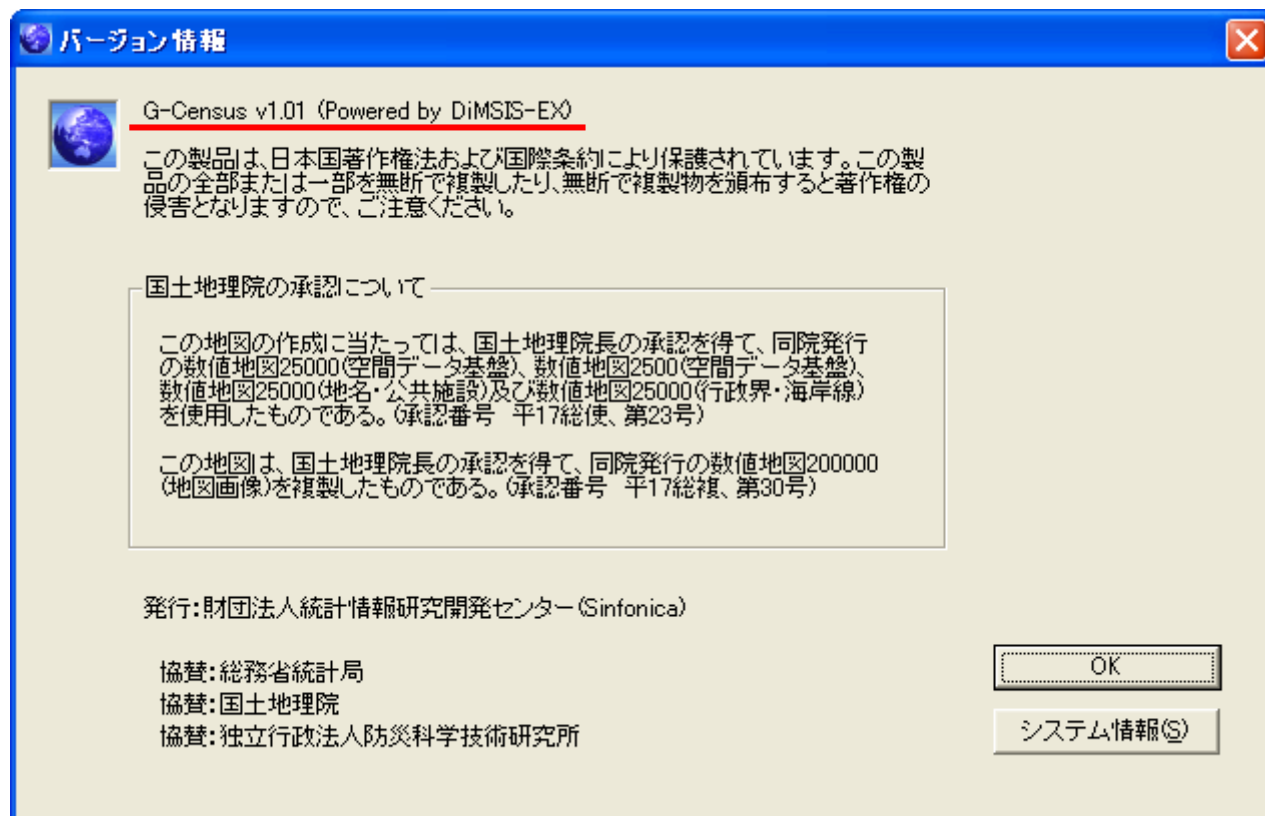 バージョン情報
G-Census v1.01 (Powered by DiMSIS-EX)
この製品は、日本国著作権法および国際条約により保護されています。この製
品の全部または一部を無断で複製したり、無断で複製物を頒布すると著作権の
侵害となりますので、ご注意ください。
国土地理院の承認について
この地図の作成に当たっては、国土地理院長の承認を得て、同院発行
の数値地図25000(空間データ基盤)、数値地図2500(空間データ基盤)、
数値地図25000(地名・公共施設)及び数値地図25000(行政界・海岸線)
を使用したものである。(承認番号　平17総使、第23号)
この地図は、国土地理院長の承認を得て、同院発行の数値地図200000
(地図画像)を複製したものである。(承認番号　平17総複、第30号)
発行:財団法人統計情報研究開発センター(Sinfonica)
協賛:総務省統計局
協賛:国土地理院
協賛:独立行政法人防災科学技術研究所
OK
システム情報(S)